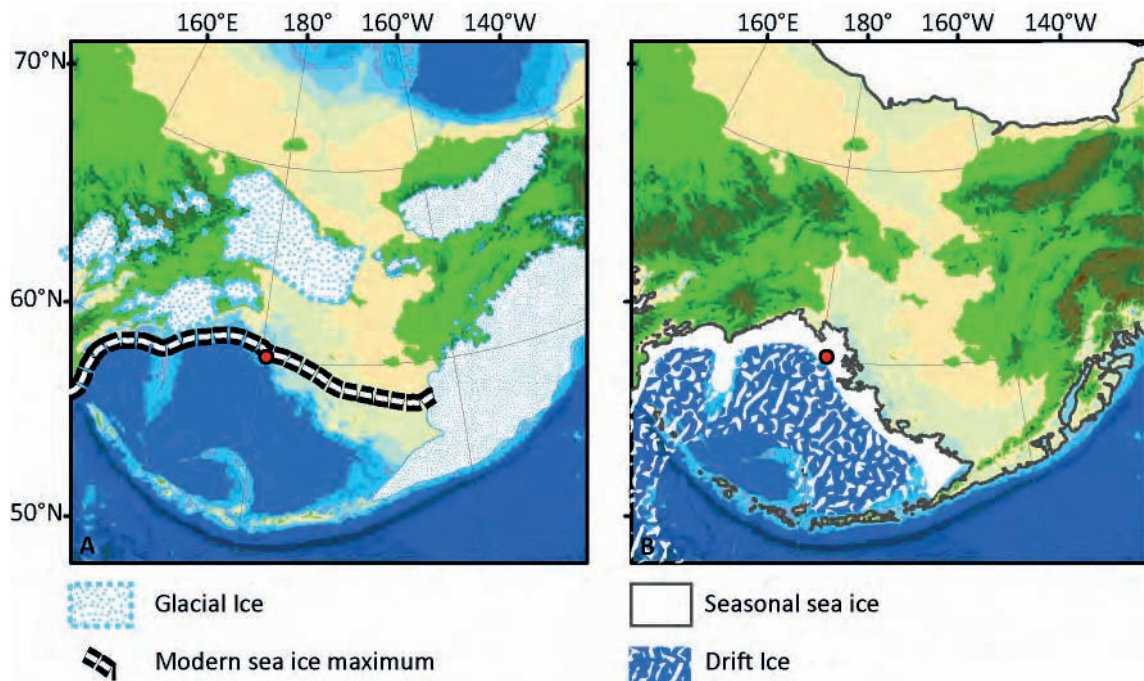 160°E 180° 160°W 140°W
160°E 180° 160°W 140°W
70°N
60°N
50°N
A
B
Glacial Ice
Seasonal sea ice
Modern sea ice maximum
Drift Ice